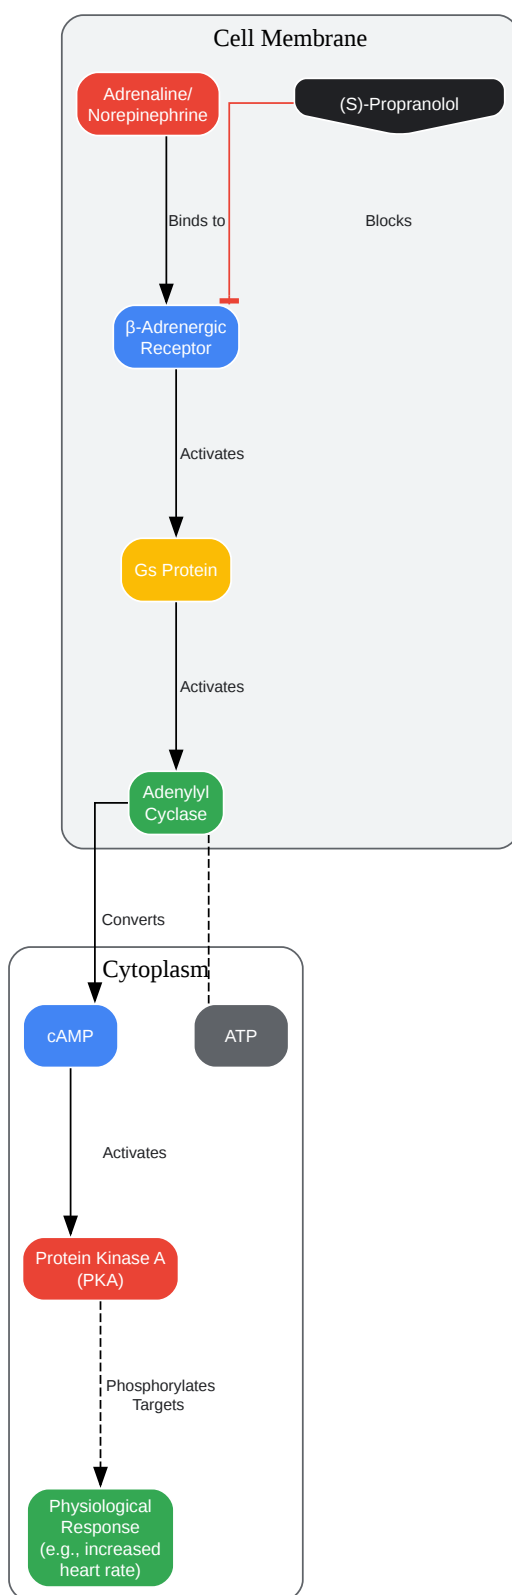 Cell Membrane
Adrenaline/
Norepinephrine
(S)-Propranolol
Binds to
Blocks
β-Adrenergic
Receptor
Activates
Gs Protein
Activates
Adenylyl
Cyclase
Converts
Cytoplasm
cAMP
ATP
Activates
Protein Kinase A
(PKA)
Phosphorylates
Targets
Physiological
Response
(e.g., increased
heart rate)